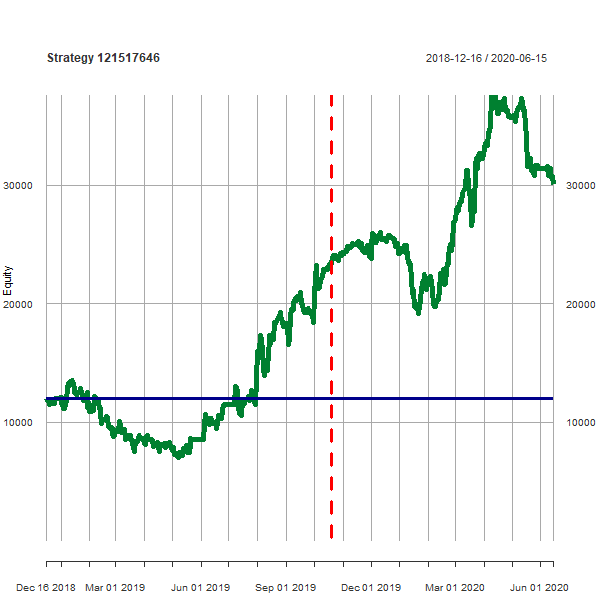 Strategy 121517646
2018-12-16 / 2020-06-15
30000
30000
Equity
20000
20000
10000
10000
Dec 16 2018
Mar 01 2019
Jun 01 2019
Sep 01 2019
Dec 01 2019
Mar 01 2020
Jun 01 2020